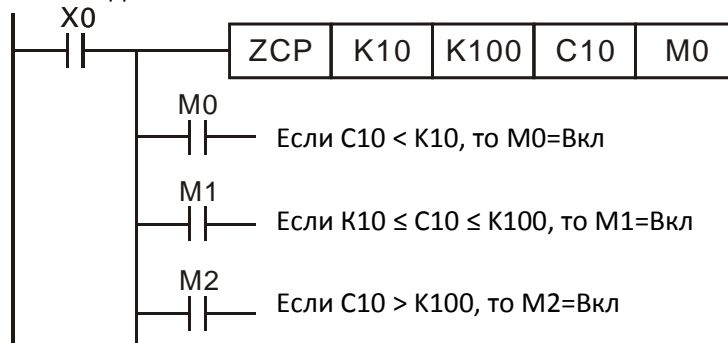 X0
ZCP K10 K100 C10 M0
M0
Если C10 < K10, то M0=Вкл
M1
Если К10 ≤ C10 ≤ K100, то M1=Вкл
M2
Если C10 > K100, то M2=Вкл